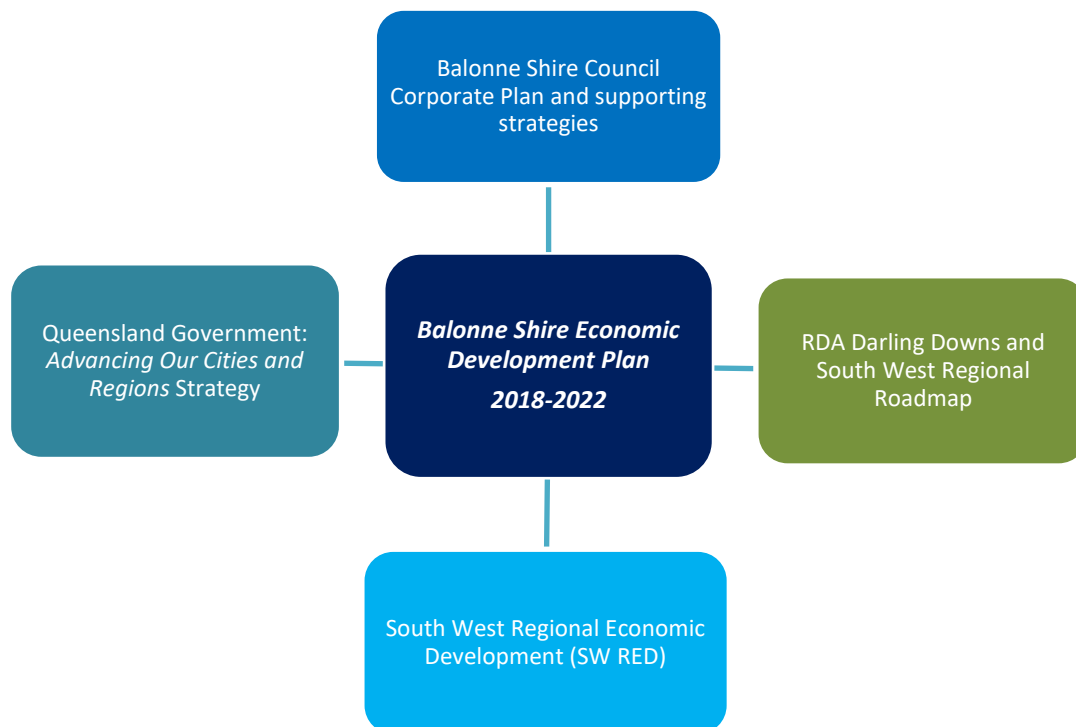 Balonne Shire Council
Corporate Plan and supporting
strategies
Queensland Government:
Advancing Our Cities and
Regions Strategy
Balonne Shire Economic
Development Plan
2018-2022
RDA Darling Downs and
South West Regional
Roadmap
South West Regional Economic
Development (SW RED)